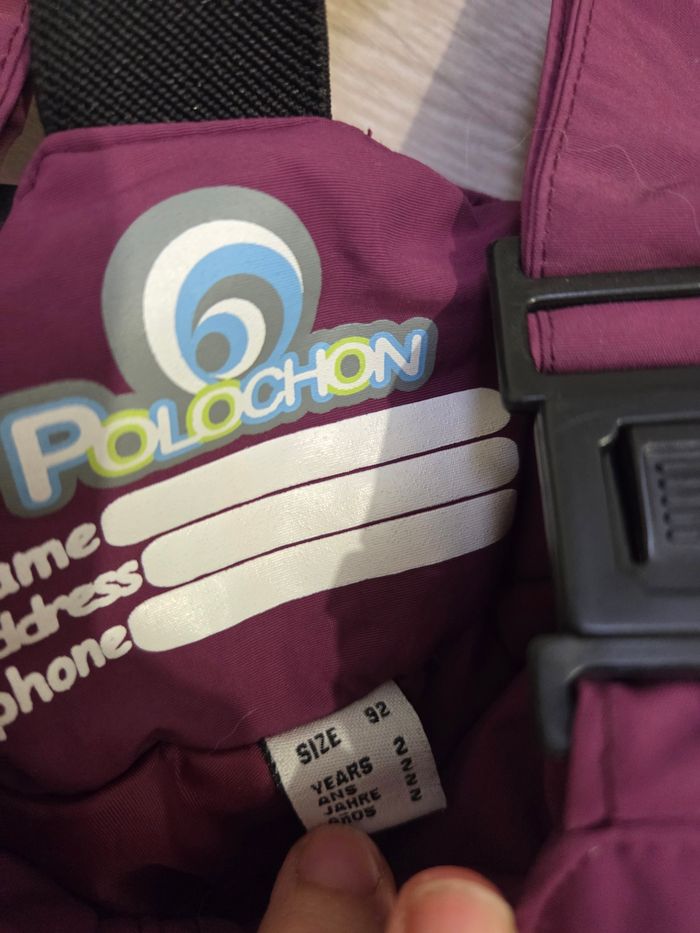 POLOCHON
ame
ddress
phone
SIZE 92
YEARS 2
ANS 2
JAHRE 2
AÑOS 2